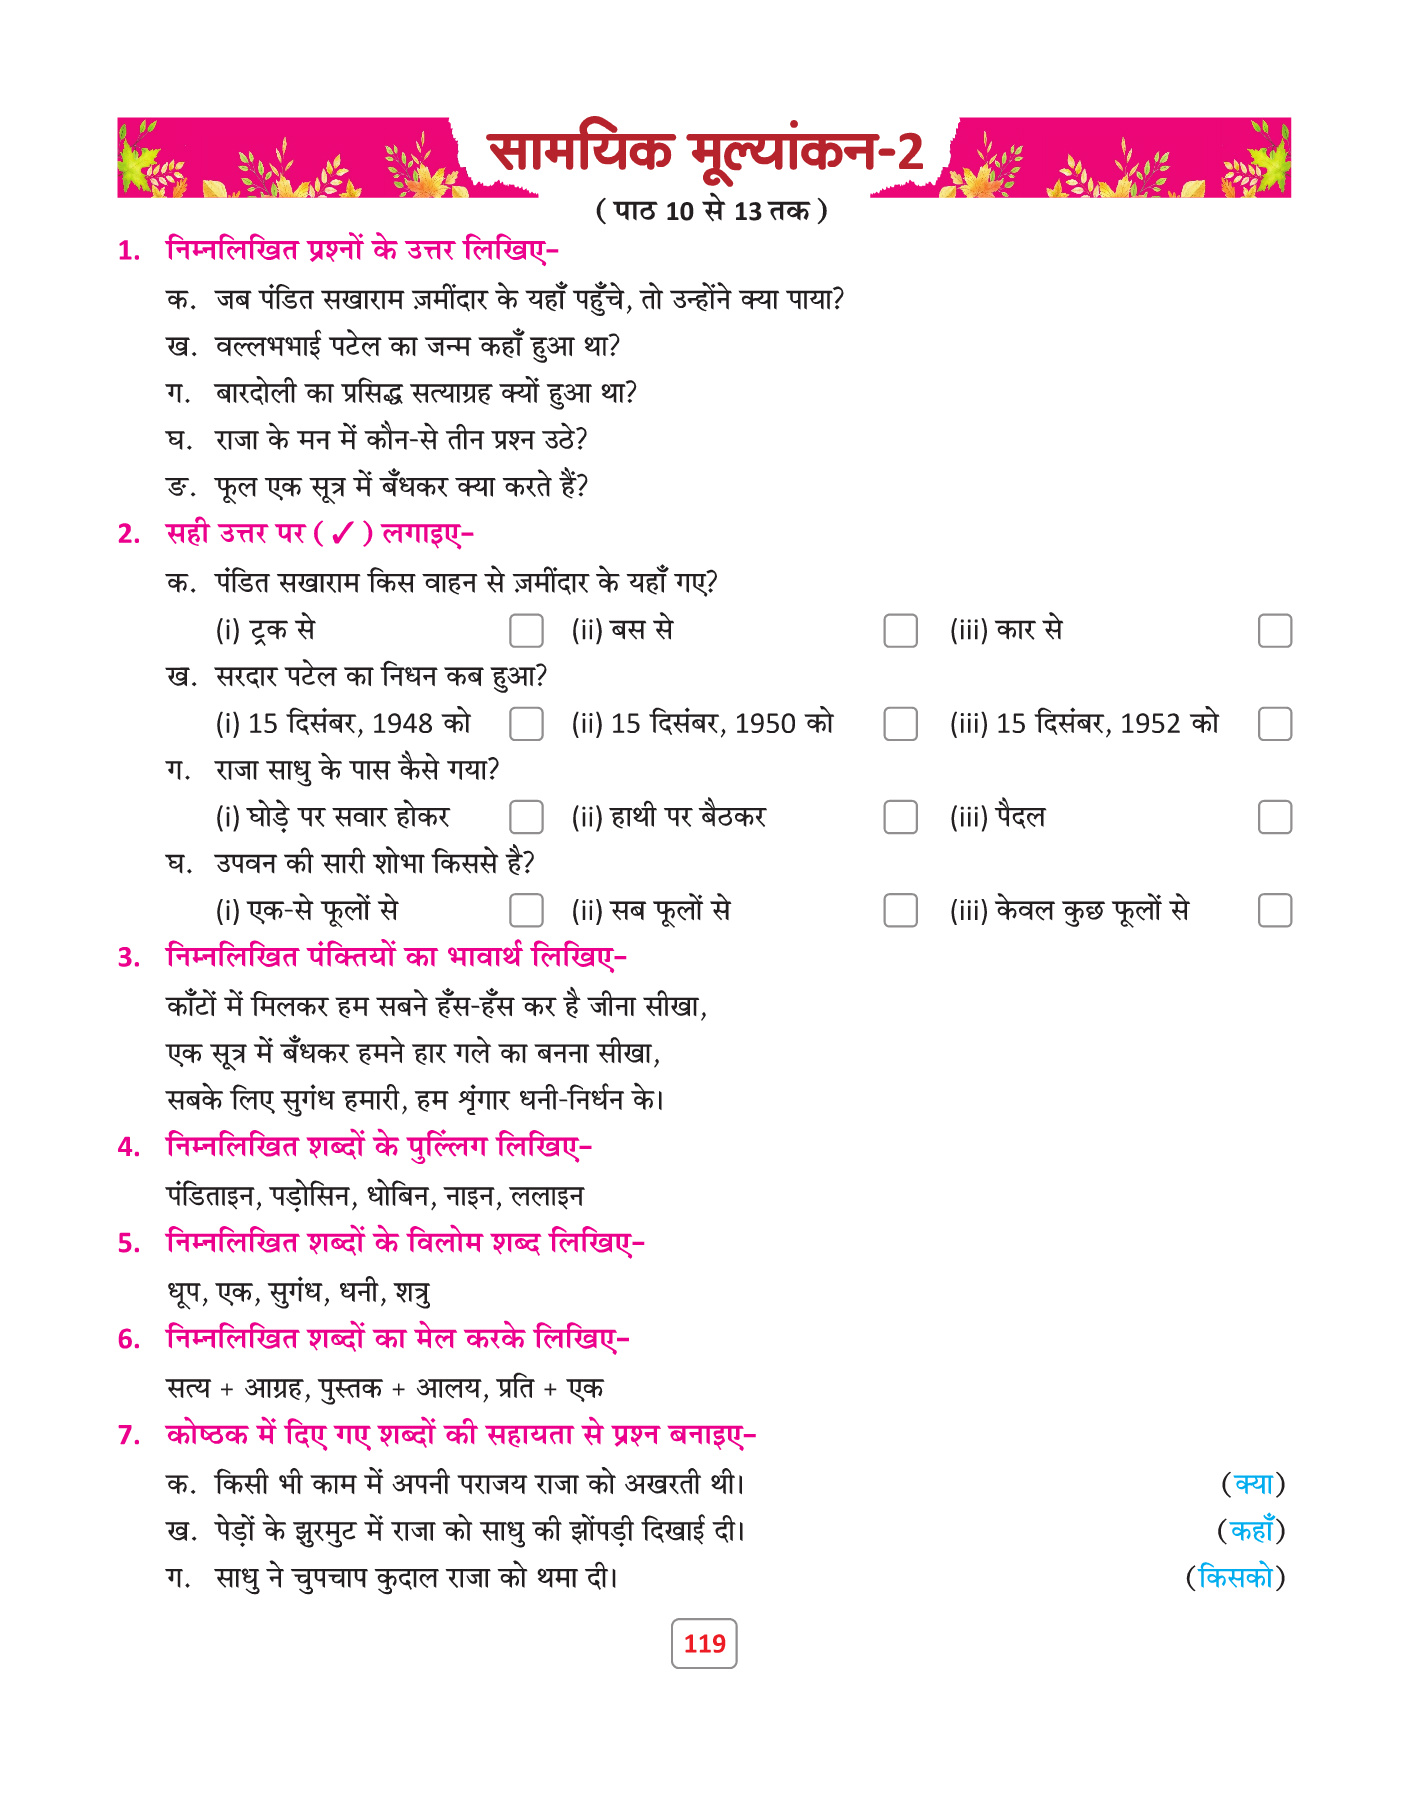 सामयिक मूल्यांकन-2
( पाठ 10 से 13 तक )
1. निम्नलिखित प्रश्नों के उत्तर लिखिए–
क. जब पंडित सखाराम ज़मींदार के यहाँ पहुँचे, तो उन्होंने क्या पाया?
ख. वल्लभभाई पटेल का जन्म कहाँ हुआ था?
ग. बारदोली का प्रसिद्ध सत्याग्रह क्यों हुआ था?
घ. राजा के मन में कौन-से तीन प्रश्न उठे?
ङ. फूल एक सूत्र में बँधकर क्या करते हैं?
2. सही उत्तर पर ( ✓ ) लगाइए–
क. पंडित सखाराम किस वाहन से ज़मींदार के यहाँ गए?
(i) ट्रक से (ii) बस से (iii) कार से
ख. सरदार पटेल का निधन कब हुआ?
(i) 15 दिसंबर, 1948 को (ii) 15 दिसंबर, 1950 को (iii) 15 दिसंबर, 1952 को
ग. राजा साधु के पास कैसे गया?
(i) घोड़े पर सवार होकर (ii) हाथी पर बैठकर (iii) पैदल
घ. उपवन की सारी शोभा किससे है?
(i) एक-से फूलों से (ii) सब फूलों से (iii) केवल कुछ फूलों से
3. निम्नलिखित पंक्तियों का भावार्थ लिखिए–
काँटों में मिलकर हम सबने हँस-हँस कर है जीना सीखा,
एक सूत्र में बँधकर हमने हार गले का बनना सीखा,
सबके लिए सुगंध हमारी, हम शृंगार धनी-निर्धन के।
4. निम्नलिखित शब्दों के पुल्लिंग लिखिए–
पंडिताइन, पड़ोसिन, धोबिन, नाइन, ललाइन
5. निम्नलिखित शब्दों के विलोम शब्द लिखिए–
धूप, एक, सुगंध, धनी, शत्रु
6. निम्नलिखित शब्दों का मेल करके लिखिए–
सत्य + आग्रह, पुस्तक + आलय, प्रति + एक
7. कोष्ठक में दिए गए शब्दों की सहायता से प्रश्न बनाइए–
क. किसी भी काम में अपनी पराजय राजा को अखरती थी। (क्या)
ख. पेड़ों के झुरमुट में राजा को साधु की झोंपड़ी दिखाई दी। (कहाँ)
ग. साधु ने चुपचाप कुदाल राजा को थमा दी। (किसको)
119